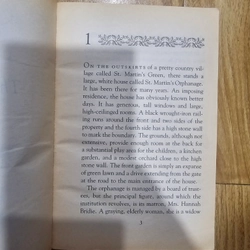 1
ON THE OUTSKIRTS of a pretty country vil-
lage called St. Martin's Green, there stands a
large, white house called St. Martin's Orphanage.
It has been there for many years. An imposing
residence, the house has obviously known better
days. It has generous, tall windows and large,
high-ceilinged rooms. A black wrought-iron rail-
ing runs around the front and two sides of the
property and the fourth side has a high stone wall
to mark the boundary. The grounds, although not
extensive, provide enough room at the back for
a substantial play area for the children, a kitchen
garden, and a modest orchard close to the high
stone wall. The front garden is simply an expanse
of green lawn and a drive extending from the gate
at the road to the main entrance of the house.
The orphanage is managed by a board of trus-
tees, but the principal figure, around which the
institution revolves, is its matron, Mrs. Hannah
elderly woman, she is a widow
3